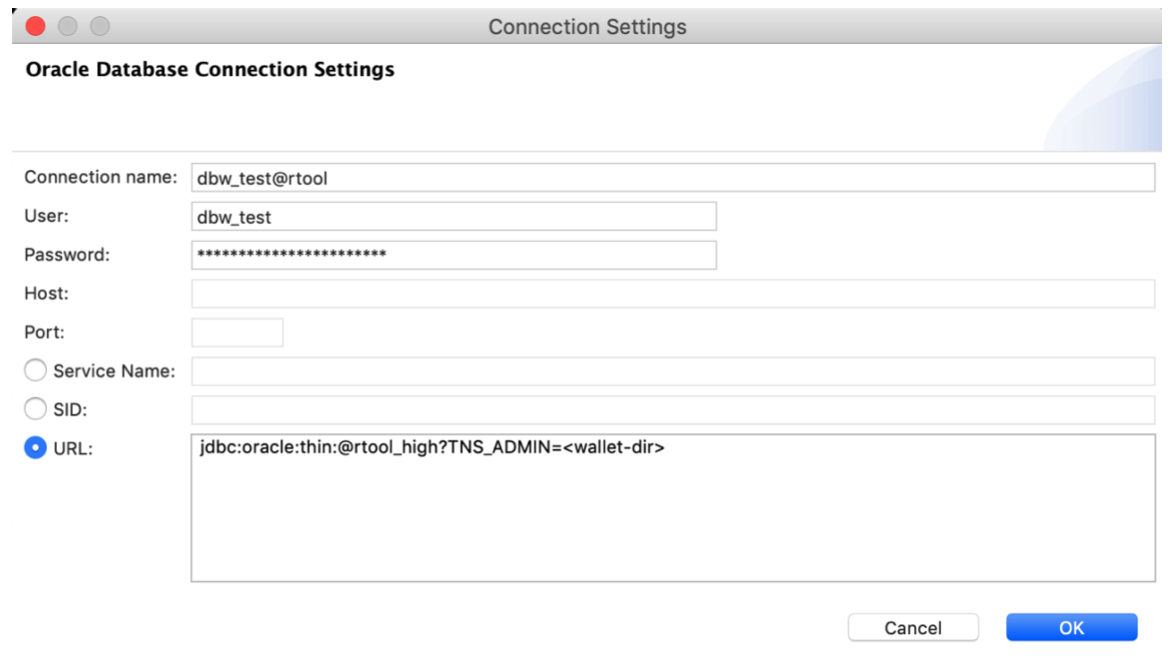 Connection Settings
Oracle Database Connection Settings
Connection name: dbw_test@rtool
User: dbw_test
Password: ***********************
Host:
Port:
Service Name:
SID:
URL: jdbc:oracle:thin:@rtool_high?TNS_ADMIN=<wallet-dir>
Cancel OK